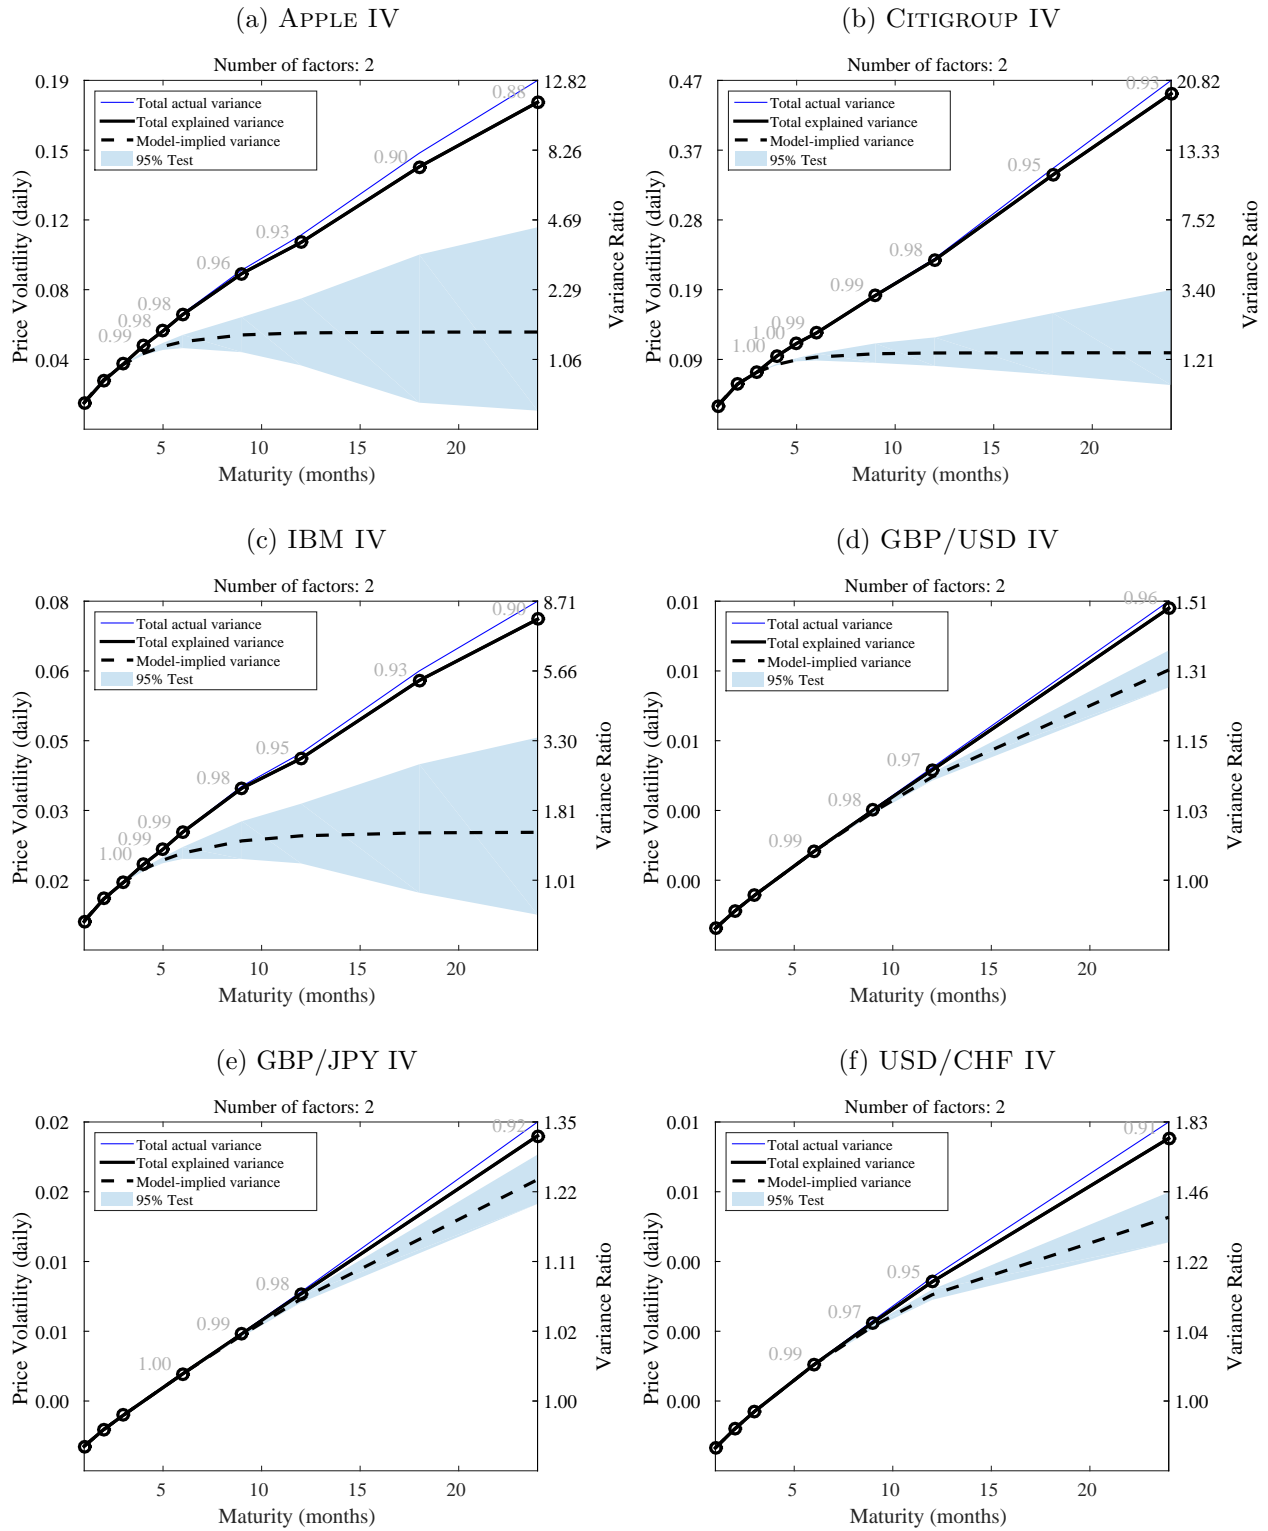 (a) APPLE IV
Number of factors: 2
Total actual variance
Total explained variance
Model-implied variance
95% Test
0.19
0.15
0.12
0.08
0.04
12.82
8.26
4.69
2.29
1.06
0.99
0.98
0.98
0.96
0.93
0.90
0.88
5
10
15
20
Price Volatility (daily)
Variance Ratio
Maturity (months)
(b) CITIGROUP IV
Number of factors: 2
Total actual variance
Total explained variance
Model-implied variance
95% Test
0.47
0.37
0.28
0.19
0.09
20.82
13.33
7.52
3.40
1.21
1.00
1.00
0.99
0.99
0.98
0.95
0.93
5
10
15
20
Price Volatility (daily)
Variance Ratio
Maturity (months)
(c) IBM IV
Number of factors: 2
Total actual variance
Total explained variance
Model-implied variance
95% Test
0.08
0.06
0.05
0.03
0.02
8.71
5.66
3.30
1.81
1.01
1.00
0.99
0.99
0.98
0.95
0.93
0.90
5
10
15
20
Price Volatility (daily)
Variance Ratio
Maturity (months)
(d) GBP/USD IV
Number of factors: 2
Total actual variance
Total explained variance
Model-implied variance
95% Test
0.01
0.01
0.01
0.00
0.00
1.51
1.31
1.15
1.03
1.00
0.99
0.98
0.97
0.96
5
10
15
20
Price Volatility (daily)
Variance Ratio
Maturity (months)
(e) GBP/JPY IV
Number of factors: 2
Total actual variance
Total explained variance
Model-implied variance
95% Test
0.02
0.02
0.01
0.01
0.00
1.35
1.22
1.11
1.02
1.00
1.00
0.99
0.98
0.92
5
10
15
20
Price Volatility (daily)
Variance Ratio
Maturity (months)
(f) USD/CHF IV
Number of factors: 2
Total actual variance
Total explained variance
Model-implied variance
95% Test
0.01
0.01
0.00
0.00
0.00
1.83
1.46
1.22
1.04
1.00
0.99
0.97
0.95
0.91
5
10
15
20
Price Volatility (daily)
Variance Ratio
Maturity (months)